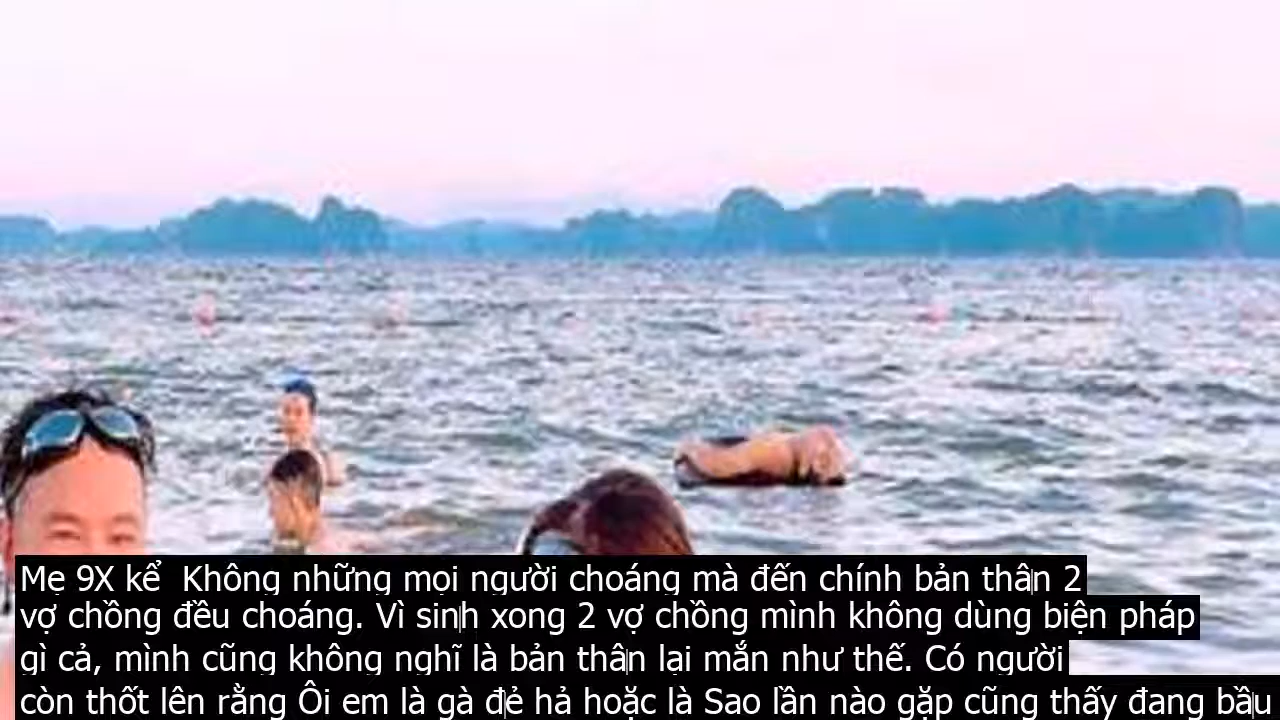 Mẹ 9X kể  Không những mọi người choáng mà đến chính bản thân 2
vợ chồng đều choáng. Vì sinh xong 2 vợ chồng mình không dùng biện pháp
gì cả, mình cũng không nghĩ là bản thân lại mắn như thế. Có người
còn thốt lên rằng Ôi em là gà đẻ hả hoặc là Sao lần nào gặp cũng thấy đang bầu